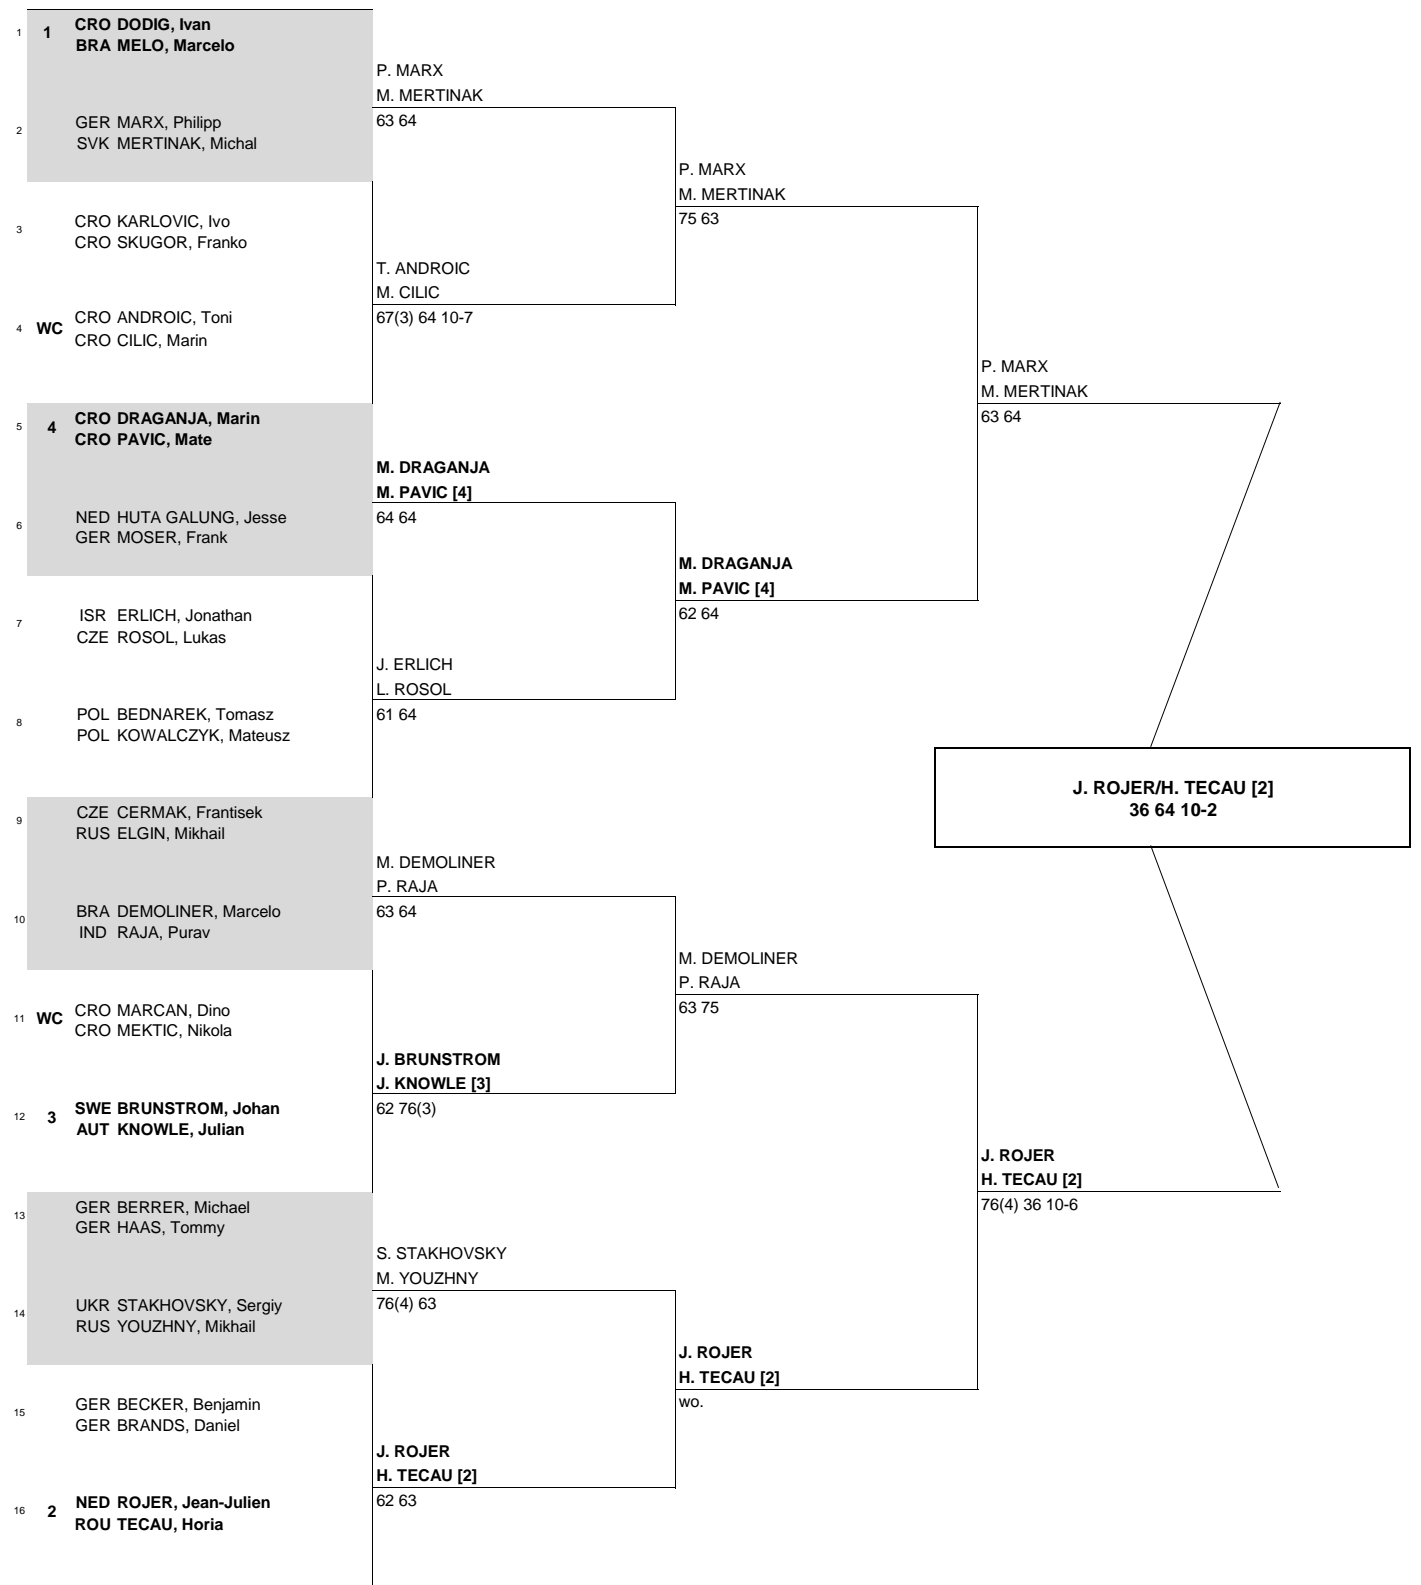 1 1 CRO DODIG, Ivan
BRA MELO, Marcelo
P. MARX
M. MERTINAK
2 GER MARX, Philipp
SVK MERTINAK, Michal
63 64
P. MARX
M. MERTINAK
3 CRO KARLOVIC, Ivo
CRO SKUGOR, Franko
75 63
T. ANDROIC
M. CILIC
4 WC CRO ANDROIC, Toni
CRO CILIC, Marin
67(3) 64 10-7
P. MARX
M. MERTINAK
5 4 CRO DRAGANJA, Marin
CRO PAVIC, Mate
63 64
M. DRAGANJA
M. PAVIC [4]
6 NED HUTA GALUNG, Jesse
GER MOSER, Frank
64 64
M. DRAGANJA
M. PAVIC [4]
7 ISR ERLICH, Jonathan
CZE ROSOL, Lukas
62 64
J. ERLICH
L. ROSOL
8 POL BEDNAREK, Tomasz
POL KOWALCZYK, Mateusz
61 64
J. ROJER/H. TECAU [2]
36 64 10-2
9 CZE CERMAK, Frantisek
RUS ELGIN, Mikhail
M. DEMOLINER
P. RAJA
10 BRA DEMOLINER, Marcelo
IND RAJA, Purav
63 64
M. DEMOLINER
P. RAJA
11 WC CRO MARCAN, Dino
CRO MEKTIC, Nikola
63 75
J. BRUNSTROM
J. KNOWLE [3]
12 3 SWE BRUNSTROM, Johan
AUT KNOWLE, Julian
62 76(3)
J. ROJER
H. TECAU [2]
13 GER BERRER, Michael
GER HAAS, Tommy
76(4) 36 10-6
S. STAKHOVSKY
M. YOUZHNY
14 UKR STAKHOVSKY, Sergiy
RUS YOUZHNY, Mikhail
76(4) 63
J. ROJER
H. TECAU [2]
15 GER BECKER, Benjamin
GER BRANDS, Daniel
wo.
J. ROJER
H. TECAU [2]
16 2 NED ROJER, Jean-Julien
ROU TECAU, Horia
62 63